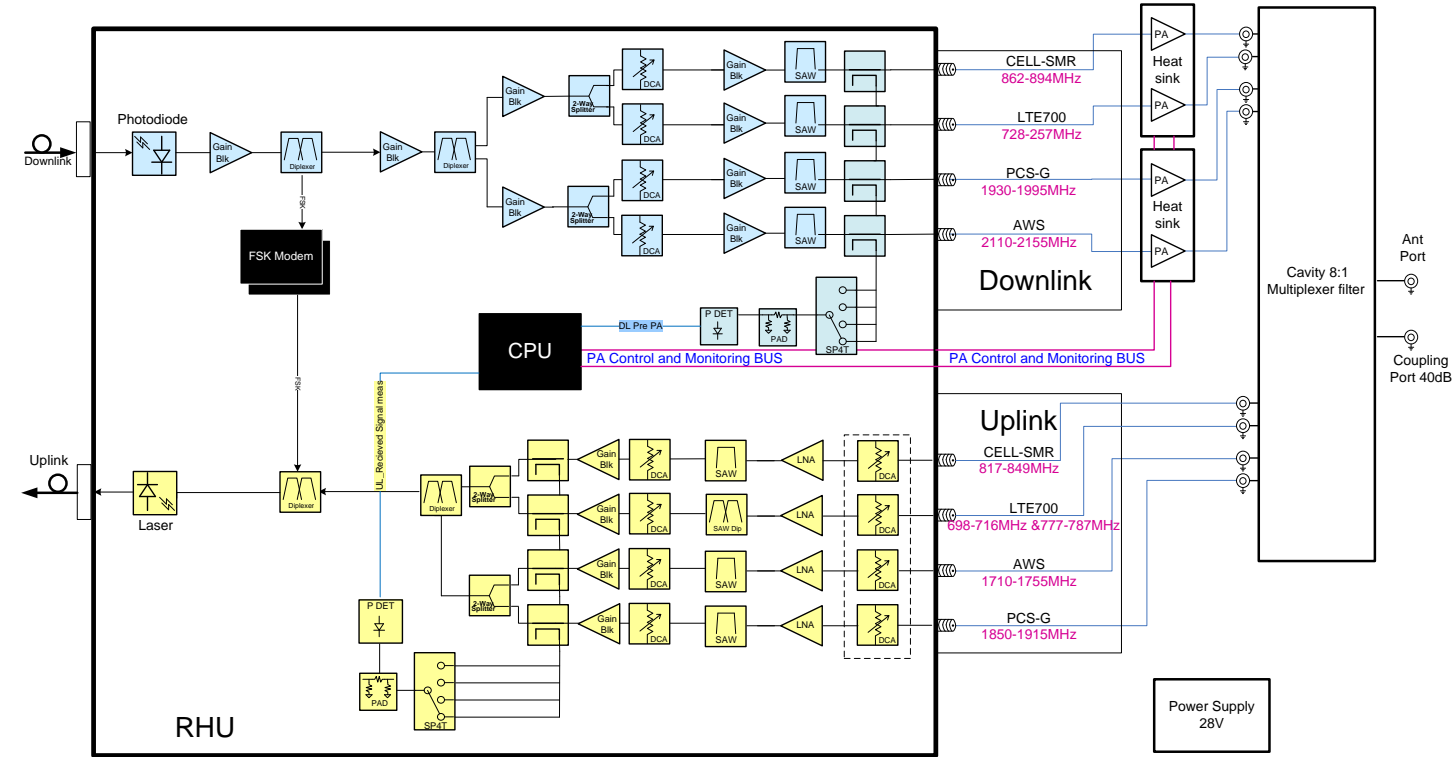 Downlink
Photodiode
Gain
Blk
Diplexer
FSK
FSK Modem
FSK
Gain
Blk
Diplexer
Gain
Blk
Gain
Blk
2-Way
Splitter
2-Way
Splitter
DCA
Gain
Blk
SAW
DCA
Gain
Blk
SAW
DCA
Gain
Blk
SAW
DCA
Gain
Blk
SAW
CELL-SMR
862-894MHz
LTE700
728-257MHz
PCS-G
1930-1995MHz
AWS
2110-2155MHz
Downlink
PA
Heat
sink
PA
PA
Heat
sink
PA
Cavity 8:1
Multiplexer filter
Ant
Port
Coupling
Port 40dB
CPU
DL Pre PA
P DET
PAD
SP4T
PA Control and Monitoring BUS
PA Control and Monitoring BUS
UL_Recieved Signal meas
Uplink
CELL-SMR
817-849MHz
LTE700
698-716MHz &777-787MHz
AWS
1710-1755MHz
PCS-G
1850-1915MHz
Uplink
Laser
Diplexer
Diplexer
2-Way
Splitter
2-Way
Splitter
Gain
Blk
DCA
SAW
LNA
DCA
Gain
Blk
DCA
SAW Dip
LNA
DCA
Gain
Blk
DCA
SAW
LNA
DCA
Gain
Blk
DCA
SAW
LNA
DCA
P DET
PAD
SP4T
RHU
Power Supply
28V